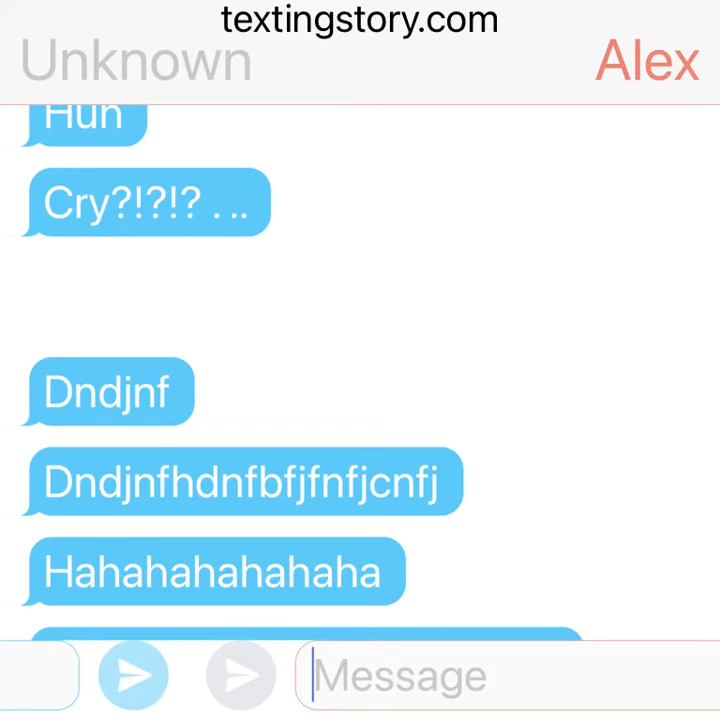 textingstory.com
Unknown
Alex
Huh
Cry?!?!? . ..
Dndjnf
Dndjnfhdnfbfjfnfjcnfj
Hahahahahahaha
Message